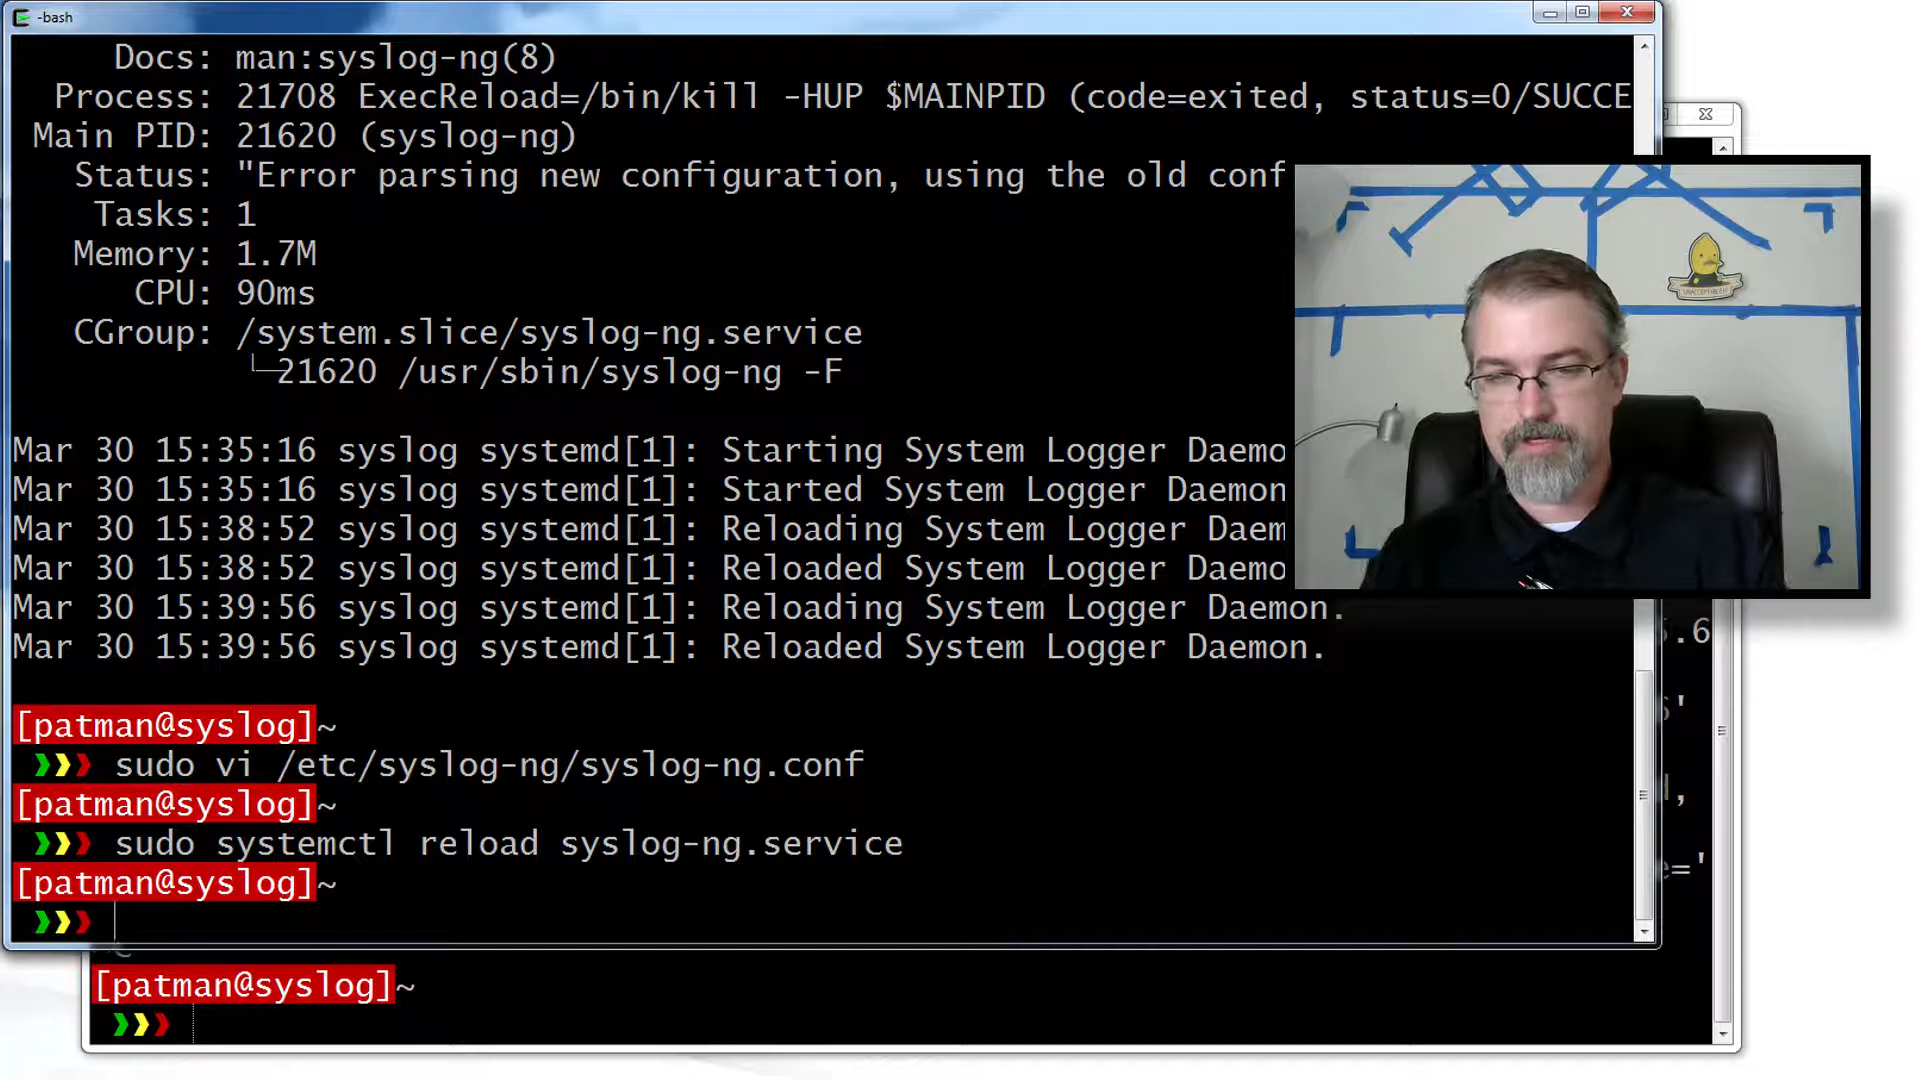 -bash
Docs: man:syslog-ng(8)
Process: 21708 ExecReload=/bin/kill -HUP $MAINPID (code=exited, status=0/SUCCE
Main PID: 21620 (syslog-ng)
Status: "Error parsing new configuration, using the old conf
Tasks: 1
Memory: 1.7M
CPU: 90ms
CGroup: /system.slice/syslog-ng.service
└─21620 /usr/sbin/syslog-ng -F
Mar 30 15:35:16 syslog systemd[1]: Starting System Logger Daemo
Mar 30 15:35:16 syslog systemd[1]: Started System Logger Daemon
Mar 30 15:38:52 syslog systemd[1]: Reloading System Logger Daem
Mar 30 15:38:52 syslog systemd[1]: Reloaded System Logger Daemo
Mar 30 15:39:56 syslog systemd[1]: Reloading System Logger Daemon.
Mar 30 15:39:56 syslog systemd[1]: Reloaded System Logger Daemon.
[patman@syslog]~
❯❯❯ sudo vi /etc/syslog-ng/syslog-ng.conf
[patman@syslog]~
❯❯❯ sudo systemctl reload syslog-ng.service
[patman@syslog]~
❯❯❯
[patman@syslog]~
❯❯❯